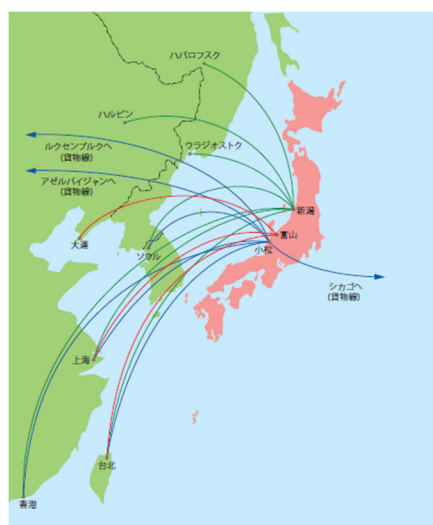 ハバロフスク
ハルビン
ルクセンブルクへ
(貨物線)
ウラジオストク
アゼルバイジャンへ
(貨物線)
新潟
大連
富山
ソウル
小松
シカゴへ
(貨物線)
上海
台北
香港